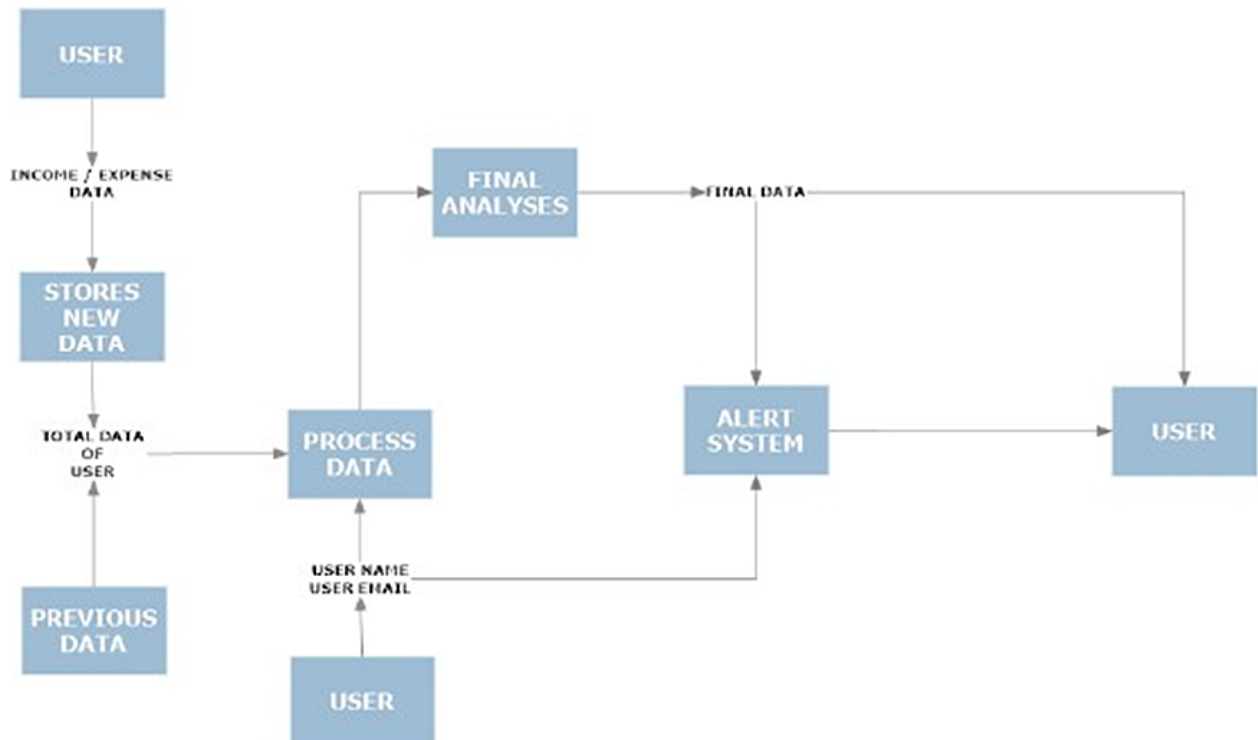 USER
INCOME / EXPENSE
DATA
STORES
NEW
DATA
TOTAL DATA
OF
USER
PREVIOUS
DATA
PROCESS
DATA
USER NAME
USER EMAIL
USER
FINAL
ANALYSES
FINAL DATA
ALERT
SYSTEM
USER